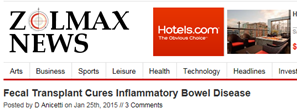 ZOLMAX
NEWS
Hotels.com
The Obvious Choice
Arts Business Sports Leisure Health Technology Headlines
Fecal Transplant Cures Inflammatory Bowel Disease
Posted by D Anicetti on Jan 25th, 2015 // 3 Comments